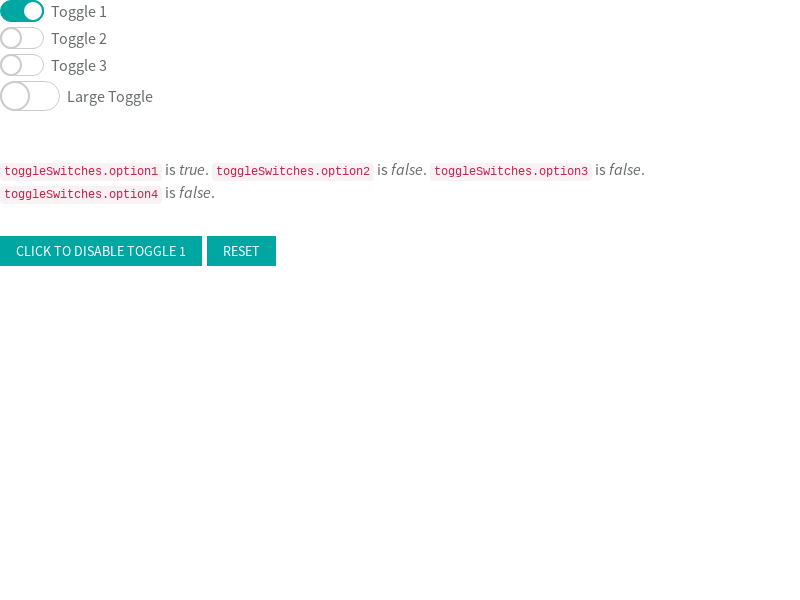 Toggle 1
Toggle 2
Toggle 3
Large Toggle
toggleSwitches.option1 is true. toggleSwitches.option2 is false. toggleSwitches.option3 is false.
toggleSwitches.option4 is false.
CLICK TO DISABLE TOGGLE 1 RESET